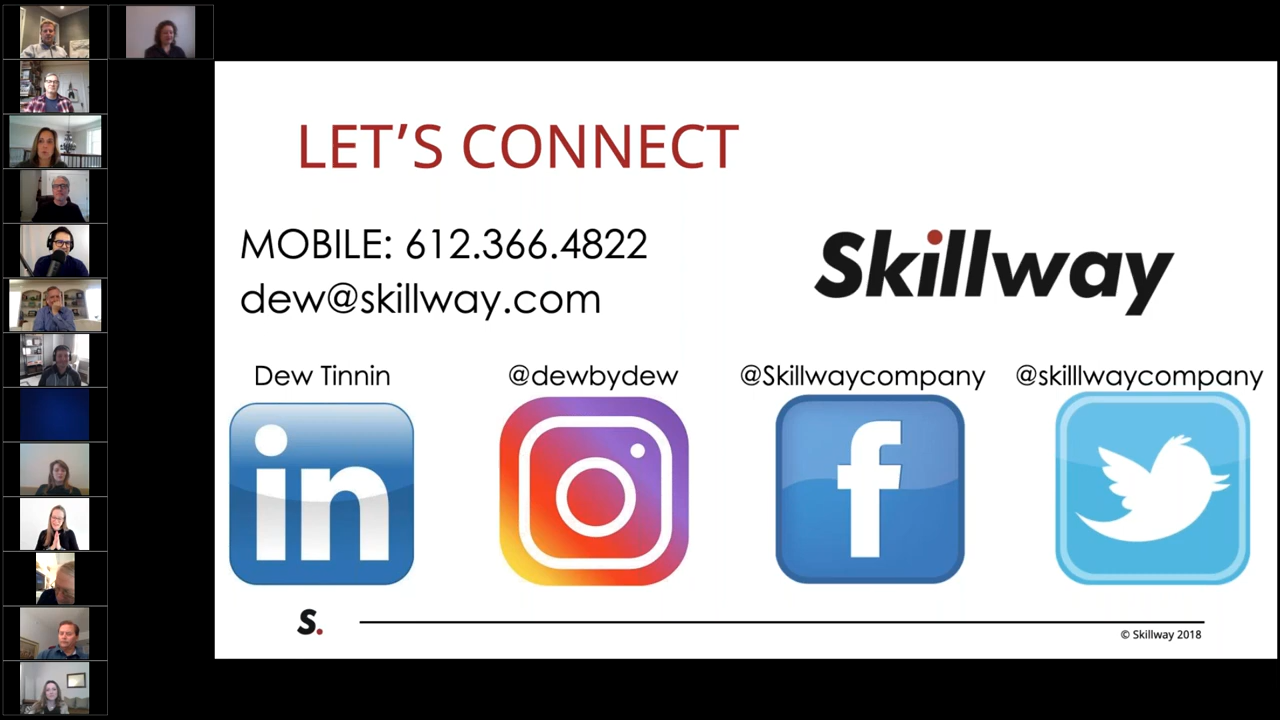 LET'S CONNECT
MOBILE: 612.366.4822
dew@skillway.com
Skillway
Dew Tinnin
@dewbydew
@Skillwaycompany
@skilllwaycompany
in
f
S.
© Skillway 2018